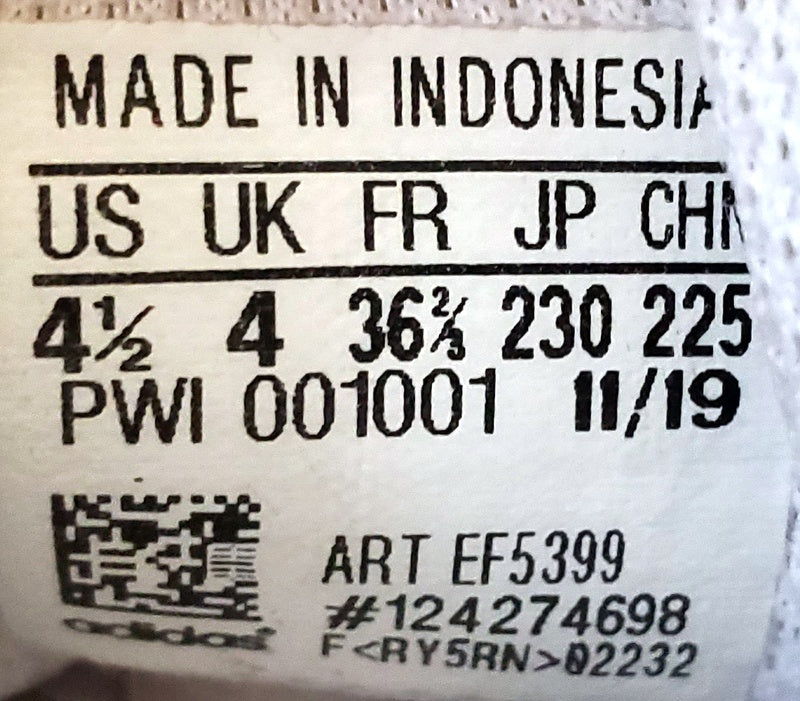 MADE IN INDONESIA
US UK FR JP CHN
4½ 4 36⅔ 230 225
PWI 001001 11/19
ART EF5399
#124274698
adidas
F<RY5RN>02232